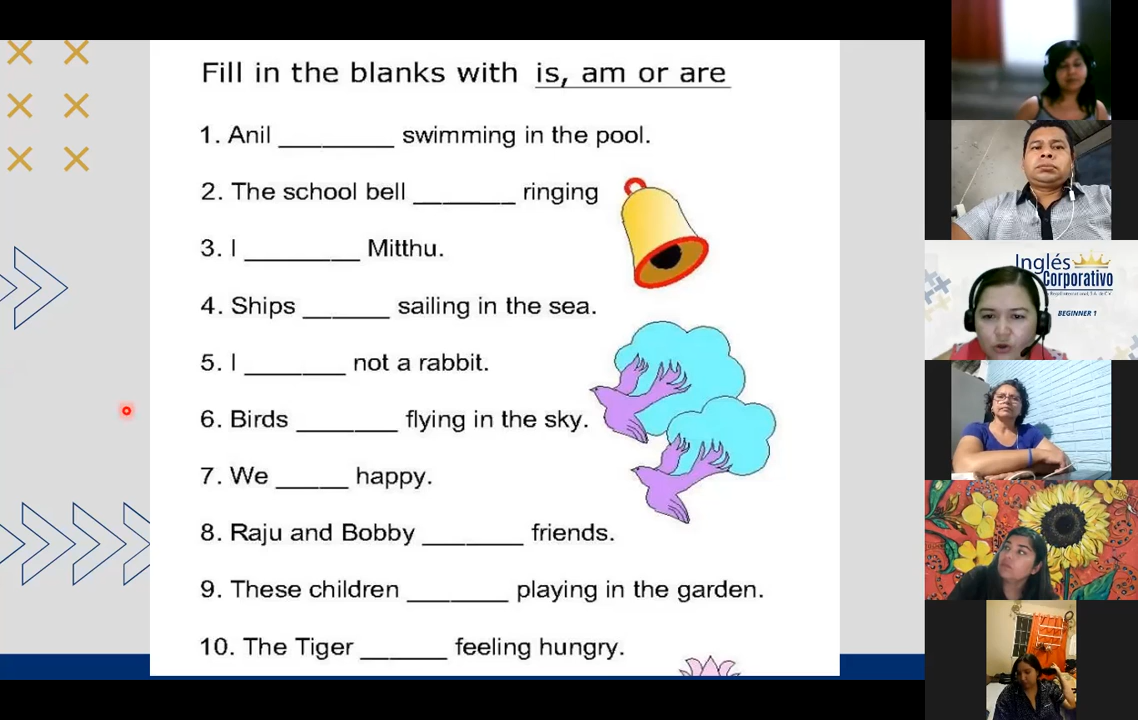 Fill in the blanks with is, am or are
1. Anil ________ swimming in the pool.
2. The school bell _______ ringing
3. I ________ Mitthu.
4. Ships ______ sailing in the sea.
5. I _______ not a rabbit.
6. Birds _______ flying in the sky.
7. We _____ happy.
8. Raju and Bobby _______ friends.
9. These children _______ playing in the garden.
10. The Tiger ______ feeling hungry.
Inglés
Corporativo
BEGINNER 1